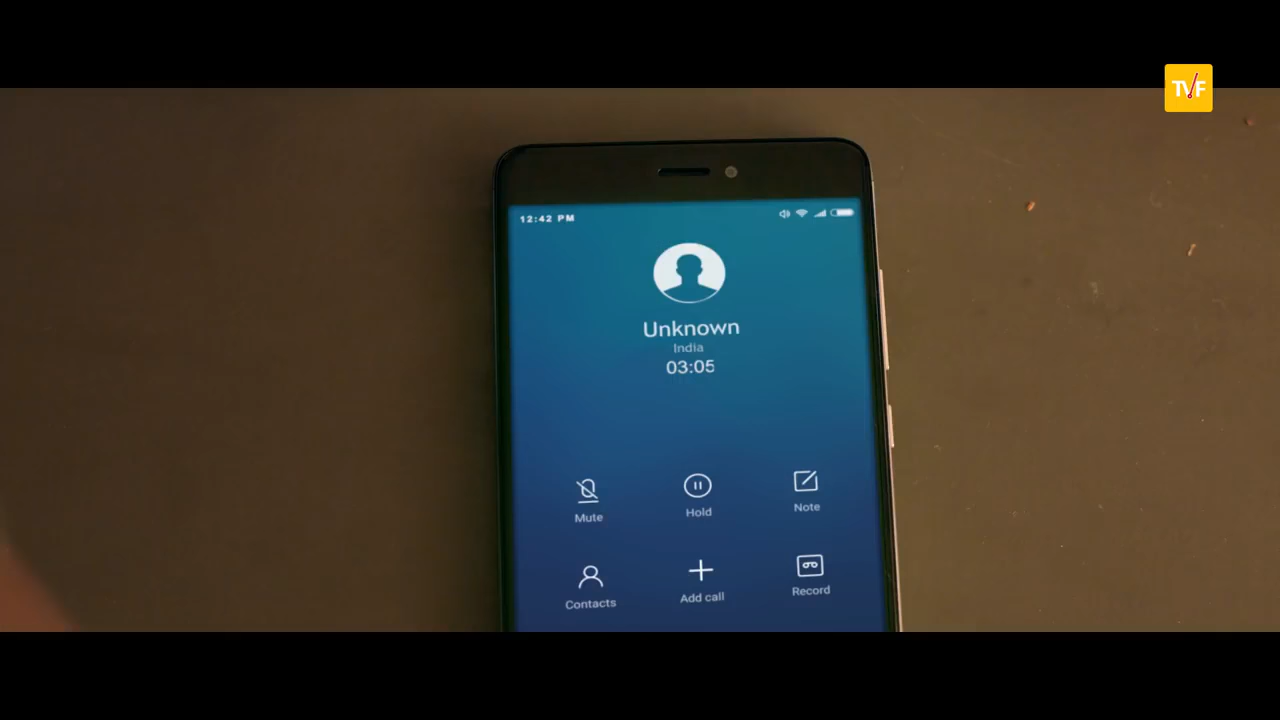 TVF
12:42 PM
Unknown
India
03:05
Mute
Hold
Note
Contacts
Add call
Record